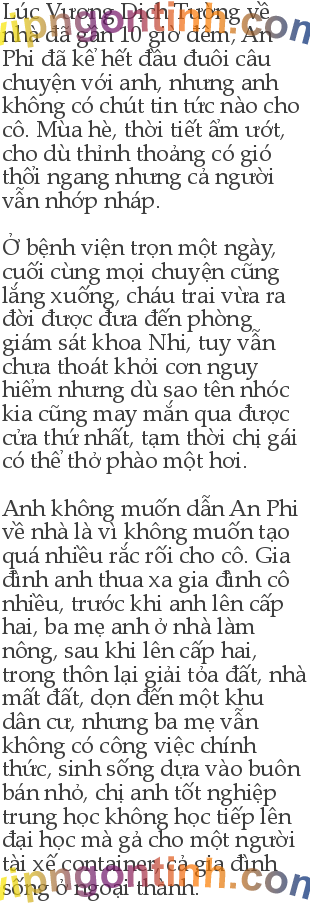 Lúc Vương Dịch Tường về
nhà đã gần 10 giờ đêm, An
Phi đã kể hết đầu đuôi câu
chuyện với anh, nhưng anh
không có chút tin tức nào cho
cô. Mùa hè, thời tiết ẩm ướt,
cho dù thỉnh thoảng có gió
thổi ngang nhưng cả người
vẫn nhớp nháp.
Ở bệnh viện trọn một ngày,
cuối cùng mọi chuyện cũng
lắng xuống, cháu trai vừa ra
đời được đưa đến phòng
giám sát khoa Nhi, tuy vẫn
chưa thoát khỏi cơn nguy
hiểm nhưng dù sao tên nhóc
kia cũng may mắn qua được
cửa thứ nhất, tạm thời chị gái
có thể thở phào một hơi.
Anh không muốn dẫn An Phi
về nhà là vì không muốn tạo
quá nhiều rắc rối cho cô. Gia
đình anh thua xa gia đình cô
nhiều, trước khi anh lên cấp
hai, ba mẹ anh ở nhà làm
nông, sau khi lên cấp hai,
trong thôn lại giải tỏa đất, nhà
mất đất, dọn đến một khu
dân cư, nhưng ba mẹ vẫn
không có công việc chính
thức, sinh sống dựa vào buôn
bán nhỏ, chị anh tốt nghiệp
trung học không học tiếp lên
đại học mà gả cho một người
tài xế container, cả gia đình
sống ở ngoại thành.
vipngontinh.com
vipngontinh.com